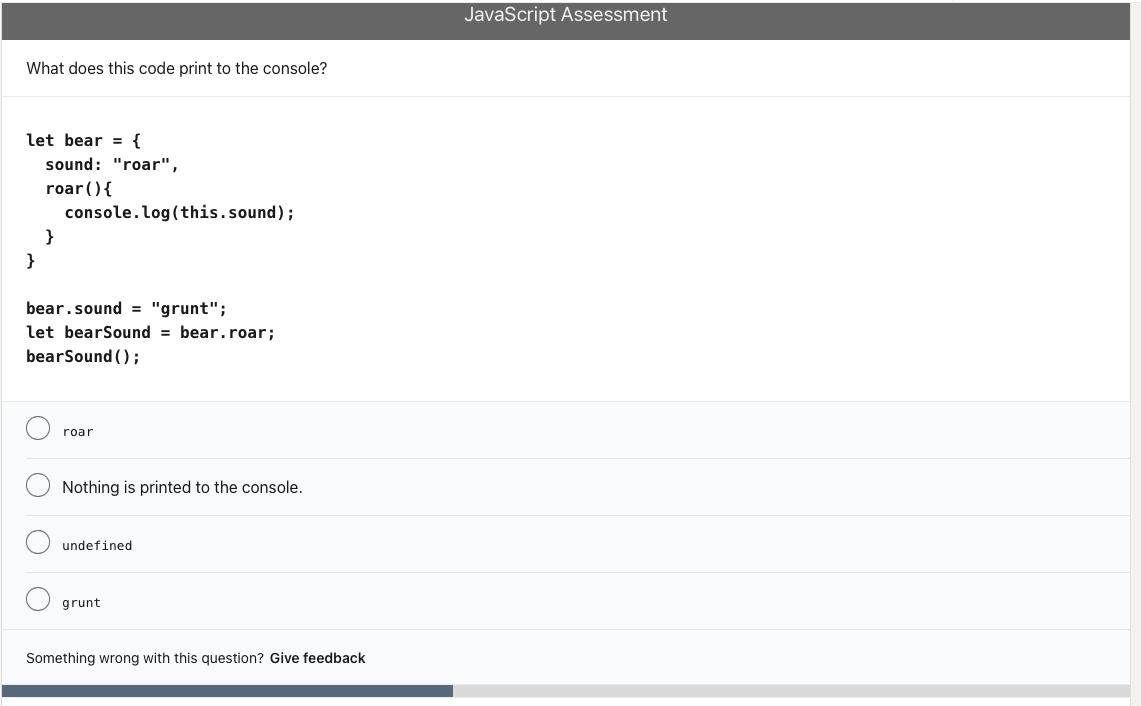 JavaScript Assessment
What does this code print to the console?
let bear = {
  sound: "roar",
  roar(){
    console.log(this.sound);
  }
}
bear.sound = "grunt";
let bearSound = bear.roar;
bearSound();
roar
Nothing is printed to the console.
undefined
grunt
Something wrong with this question? Give feedback